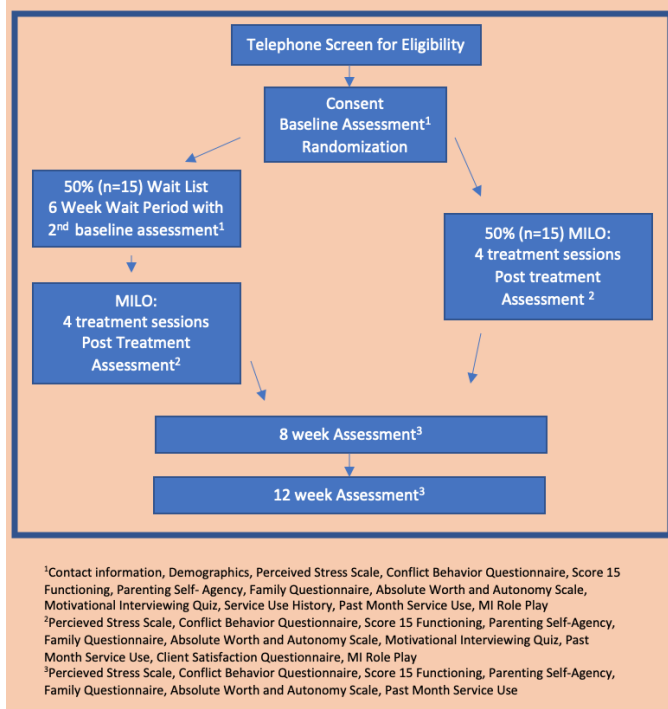 Telephone Screen for Eligibility
Consent
Baseline Assessment¹
Randomization
50% (n=15) Wait List
6 Week Wait Period with
2ⁿᵈ baseline assessment¹
50% (n=15) MILO:
4 treatment sessions
Post treatment
Assessment ²
MILO:
4 treatment sessions
Post Treatment
Assessment²
8 week Assessment³
12 week Assessment³
¹Contact information, Demographics, Perceived Stress Scale, Conflict Behavior Questionnaire, Score 15
Functioning, Parenting Self- Agency, Family Questionnaire, Absolute Worth and Autonomy Scale,
Motivational Interviewing Quiz, Service Use History, Past Month Service Use, MI Role Play
²Percieved Stress Scale, Conflict Behavior Questionnaire, Score 15 Functioning, Parenting Self-Agency,
Family Questionnaire, Absolute Worth and Autonomy Scale, Motivational Interviewing Quiz, Past
Month Service Use, Client Satisfaction Questionnaire, MI Role Play
³Percieved Stress Scale, Conflict Behavior Questionnaire, Score 15 Functioning, Parenting Self-Agency,
Family Questionnaire, Absolute Worth and Autonomy Scale, Past Month Service Use